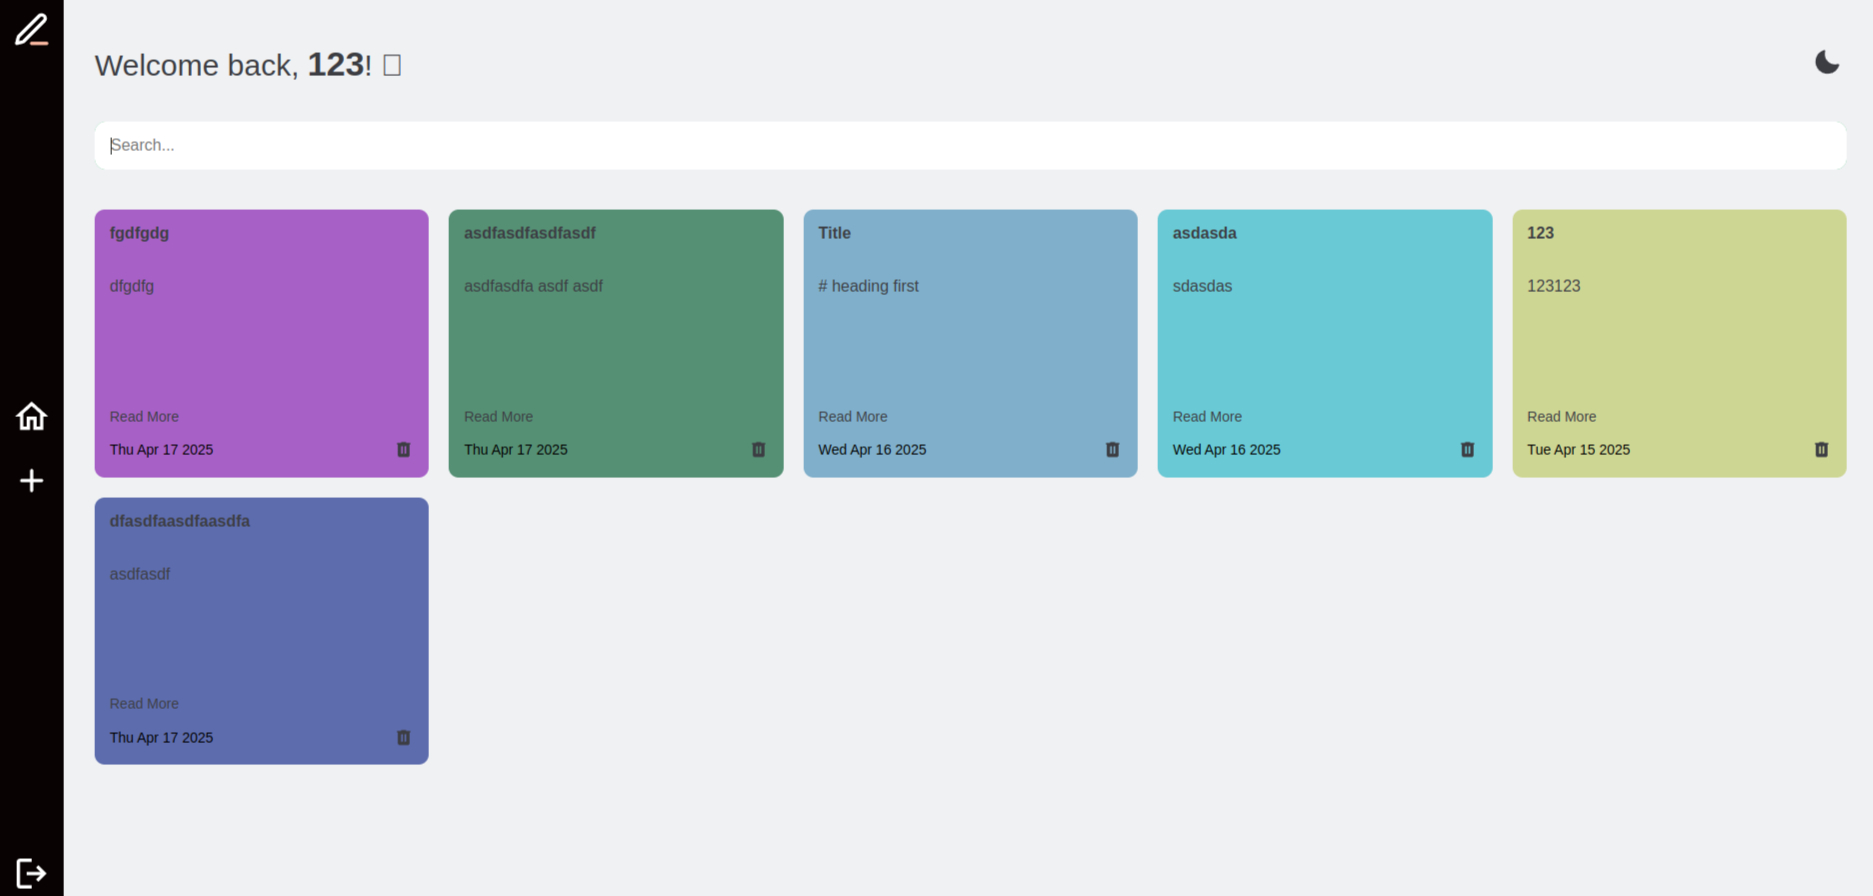 Welcome back, 123!
Search...
fgdfgdg
dfgdfg
Read More
Thu Apr 17 2025
asdfasdfasdfasdf
asdfasdfa asdf asdf
Read More
Thu Apr 17 2025
Title
# heading first
Read More
Wed Apr 16 2025
asdasda
sdasdas
Read More
Wed Apr 16 2025
123
123123
Read More
Tue Apr 15 2025
dfasdfaasdfaasdfa
asdfasdf
Read More
Thu Apr 17 2025